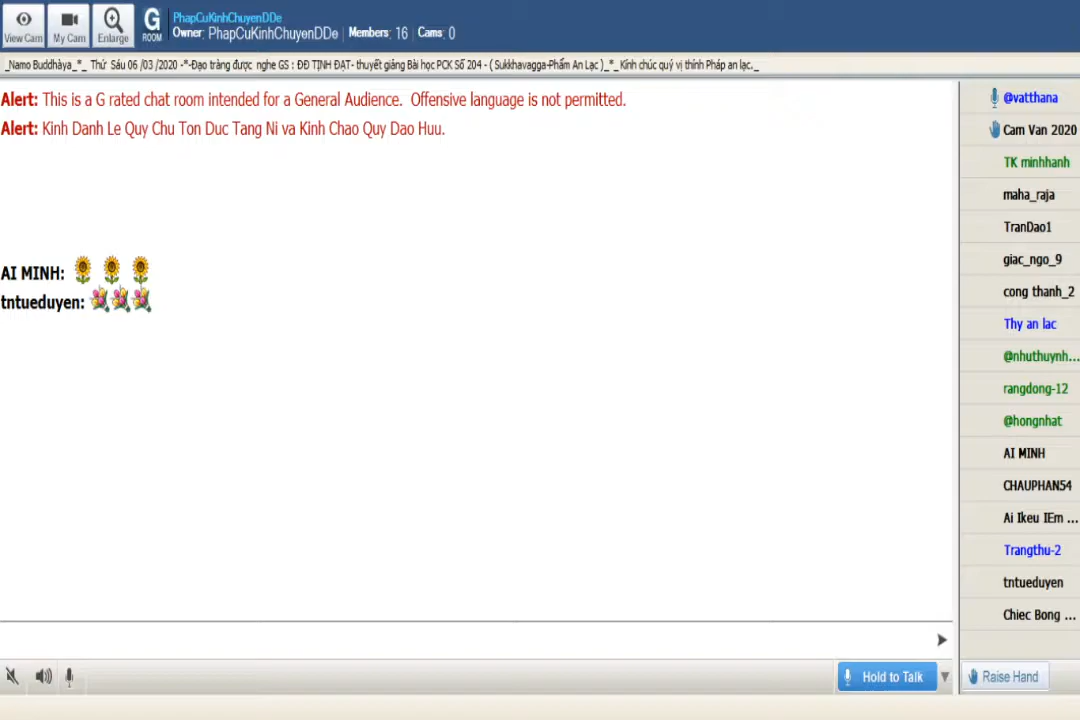 PhapCuKinhChuyenDDe
G
ROOM
Owner: PhapCuKinhChuyenDDe Members: 16 Cams: 0
View Cam
My Cam
Enlarge
_Namo Buddhàya_*_ Thứ Sáu 06 /03 /2020 -*-Đạo tràng được nghe GS : ĐĐ TỊNH ĐẠT- thuyết giảng Bài học PCK Số 204 - ( Sukkhavagga-Phẩm An Lạc )_*_Kính chúc quý vị thính Pháp an lạc._
Alert: This is a G rated chat room intended for a General Audience. Offensive language is not permitted.
Alert: Kinh Danh Le Quy Chu Ton Duc Tang Ni va Kinh Chao Quy Dao Huu.
AI MINH:
tntueduyen:
@vatthana
Cam Van 2020
TK minhhanh
maha_raja
TranDao1
giac_ngo_9
cong thanh_2
Thy an lac
@nhuthuynh...
rangdong-12
@hongnhat
AI MINH
CHAUPHAN54
Ai Ikeu IEm ...
Trangthu-2
tntueduyen
Chiec Bong ...
Hold to Talk
Raise Hand